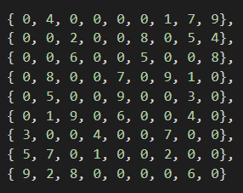 { 0, 4, 0, 0, 0, 0, 1, 7, 9},
{ 0, 0, 2, 0, 0, 8, 0, 5, 4},
{ 0, 0, 6, 0, 0, 5, 0, 0, 8},
{ 0, 8, 0, 0, 7, 0, 9, 1, 0},
{ 0, 5, 0, 0, 9, 0, 0, 3, 0},
{ 0, 1, 9, 0, 6, 0, 0, 4, 0},
{ 3, 0, 0, 4, 0, 0, 7, 0, 0},
{ 5, 7, 0, 1, 0, 0, 2, 0, 0},
{ 9, 2, 8, 0, 0, 0, 0, 6, 0}